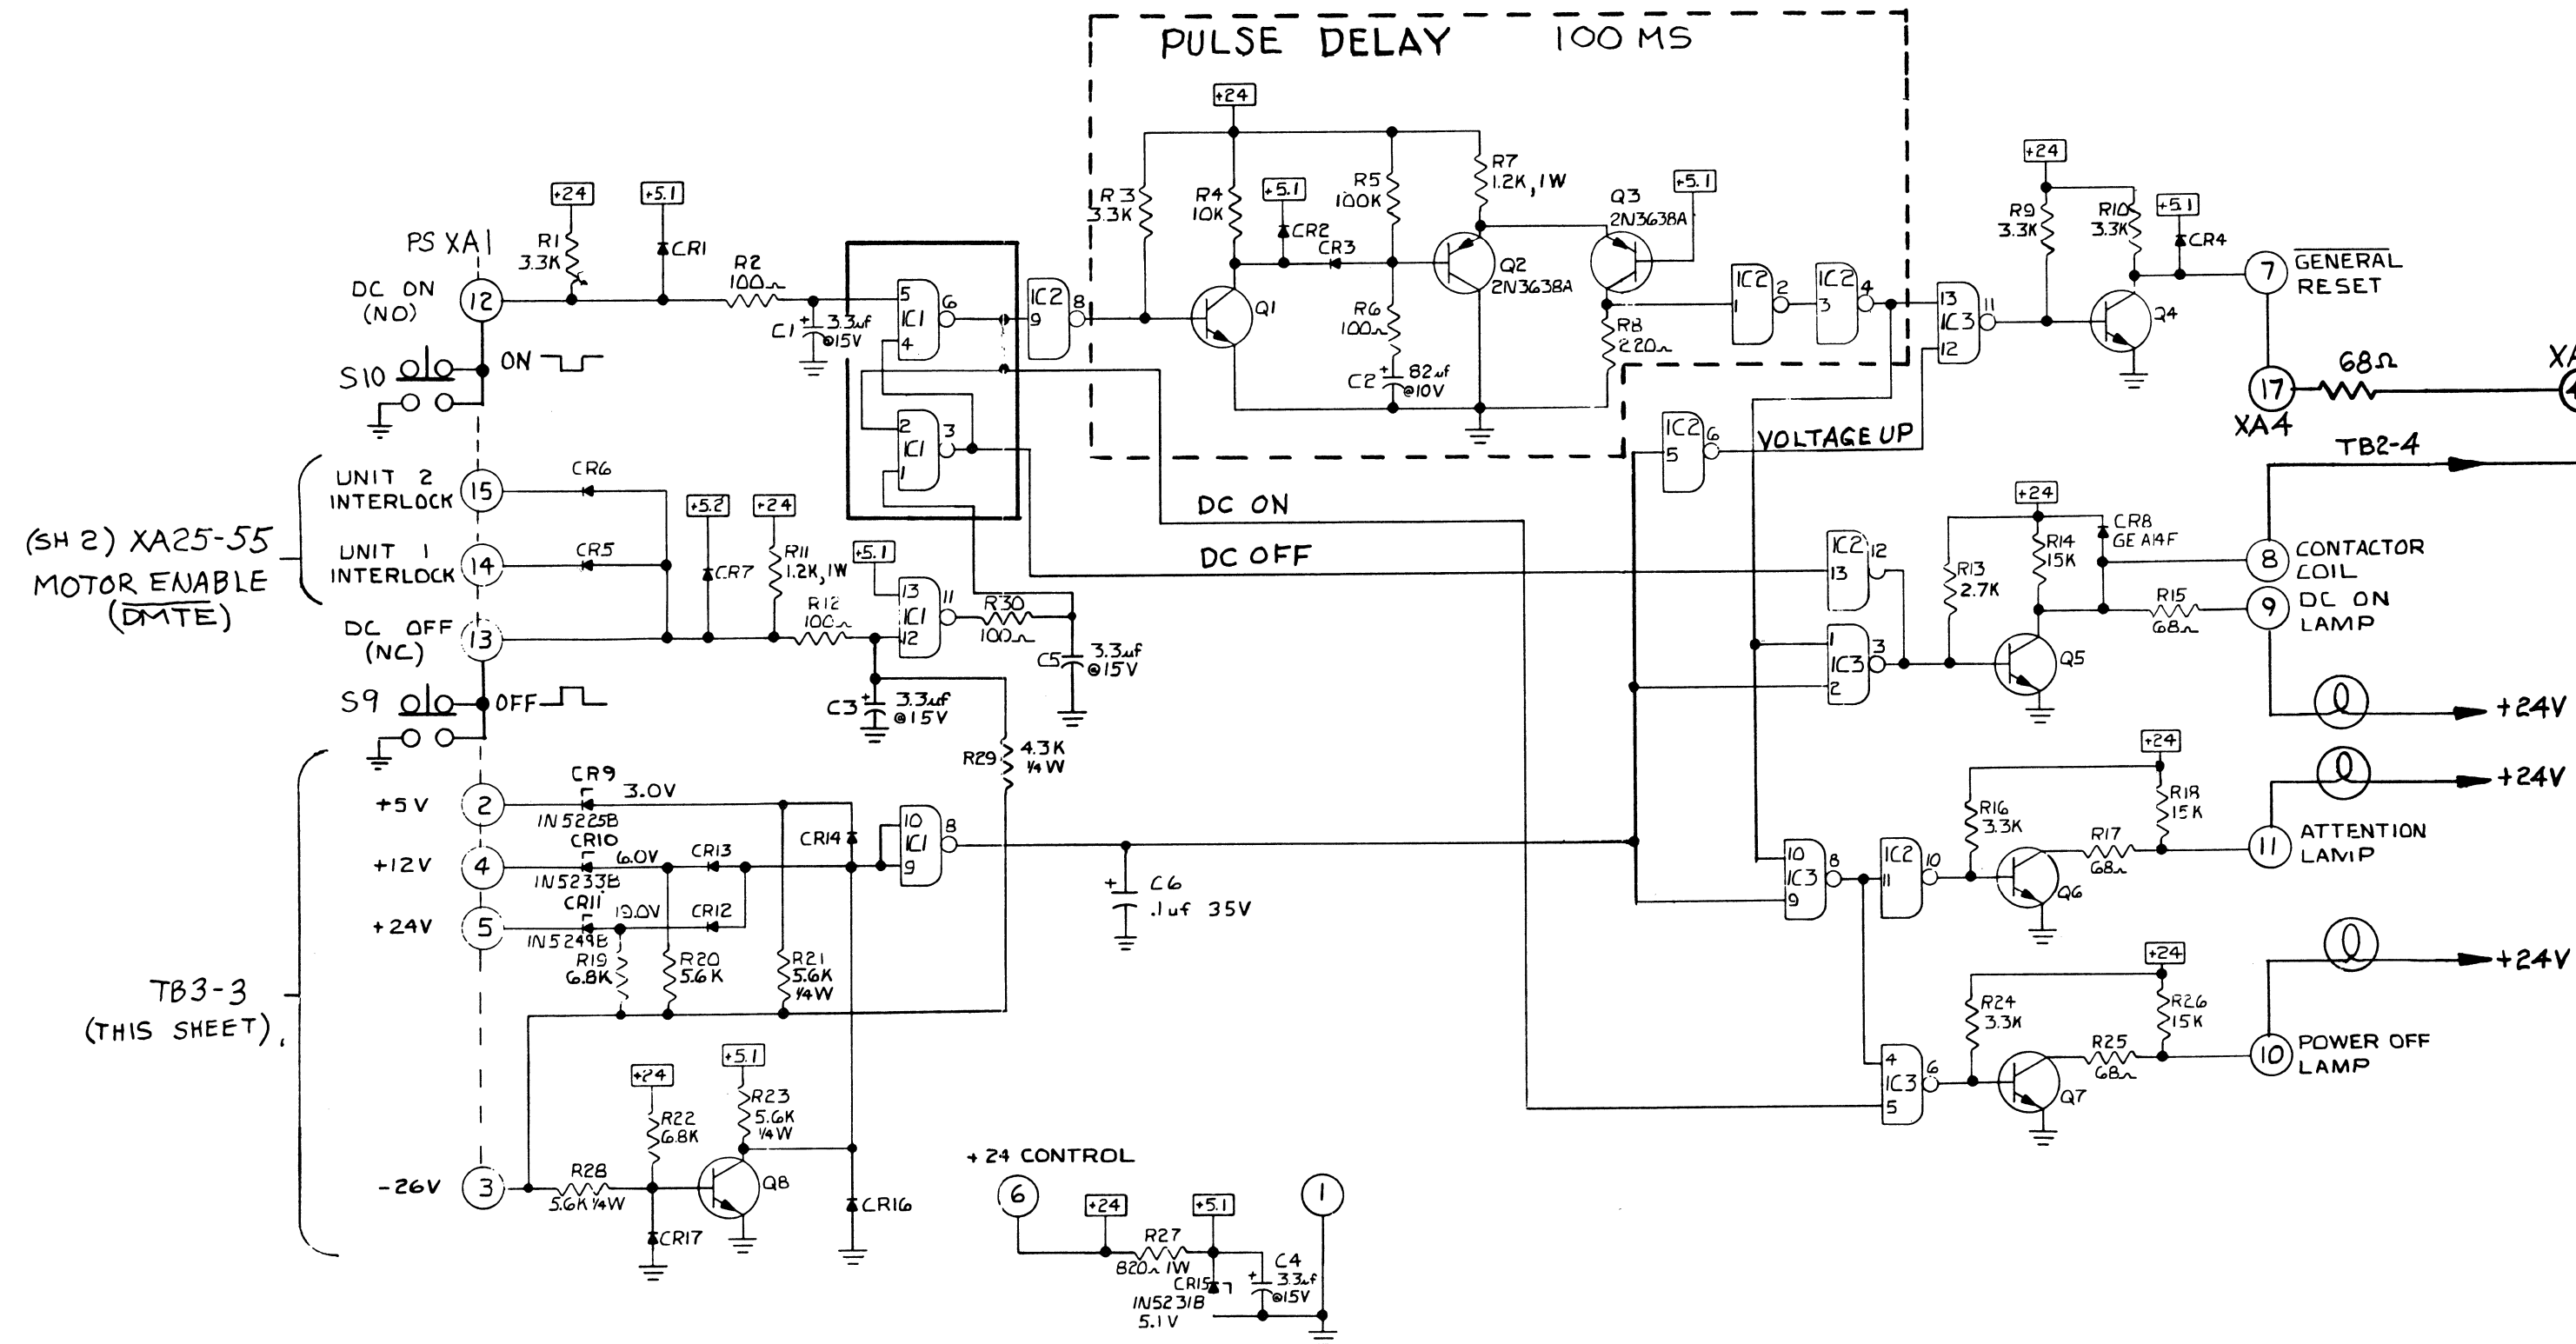 PULSE DELAY 100 MS
+24
R3
3.3K
R4
10K
+5.1
CR2
CR3
R5
100K
R6
100Ω
C2
+
82uf
@10V
R7
1.2K, 1W
Q1
Q2
2N3638A
Q3
2N3638A
+5.1
R8
220Ω
IC2
1
2
IC2
3
4
PS XA1
DC ON
(NO)
12
+24
R1
3.3K
+5.1
CR1
R2
100Ω
C1
+
3.3uf
@15V
S10
ON
5
IC1
4
6
2
IC1
1
3
IC2
9
8
13
IC3
12
11
+24
R9
3.3K
R10
3.3K
+5.1
CR4
Q4
7
GENERAL
RESET
17
XA4
68Ω
XA
4
TB2-4
IC2
5
6
VOLTAGE UP
DC ON
DC OFF
(SH 2) XA25-55
MOTOR ENABLE
(DMTE)
UNIT 2
INTERLOCK
15
CR6
UNIT 1
INTERLOCK
14
CR5
DC OFF
(NC)
13
+5.2
CR7
+24
R11
1.2K, 1W
R12
100Ω
+5.1
13
IC1
12
11
R30
100Ω
C5
3.3uf
@15V
C3
+
3.3uf
@15V
S9
OFF
R29
4.3K
1/4 W
IC2
13
12
1
IC3
2
3
+24
R13
2.7K
R14
15K
CR8
GE A14F
R15
68Ω
Q5
8
CONTACTOR
COIL
9
DC ON
LAMP
+24V
TB3-3
(THIS SHEET).
+5V
2
CR9
3.0V
1N5225B
+12V
4
CR10
6.0V
1N5233B
CR13
+24V
5
CR11
19.0V
1N5249B
CR12
CR14
R19
6.8K
R20
5.6K
R21
5.6K
1/4W
10
IC1
9
8
+
C6
.1uf 35V
10
IC3
9
8
IC2
11
10
+24
R16
3.3K
R17
68Ω
R18
15K
Q6
11
ATTENTION
LAMP
+24V
4
IC3
5
6
+24
R24
3.3K
R25
68Ω
R26
15K
Q7
10
POWER OFF
LAMP
+24V
-26V
3
R28
5.6K 1/4W
+24
R22
6.8K
+5.1
R23
5.6K
1/4W
Q8
CR17
CR16
+24 CONTROL
6
+24
R27
820Ω 1W
+5.1
CR15
1N5231B
5.1V
C4
+
3.3uf
@15V
1